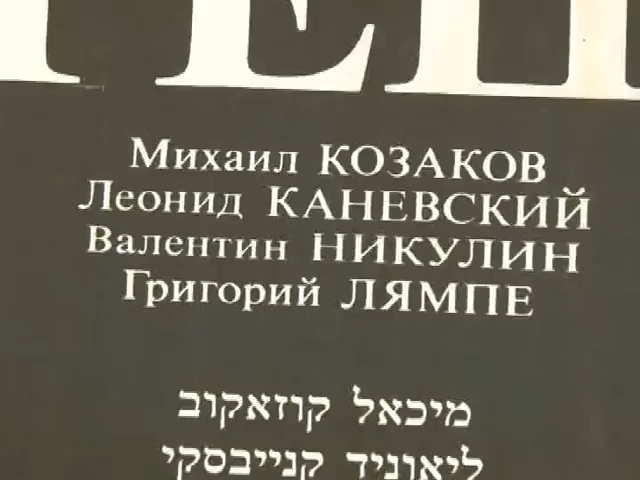 Михаил КОЗАКОВ
Леонид КАНЕВСКИЙ
Валентин НИКУЛИН
Григорий ЛЯМПЕ
מיכאל קוזאקוב
ליאוניד קנייבסקי